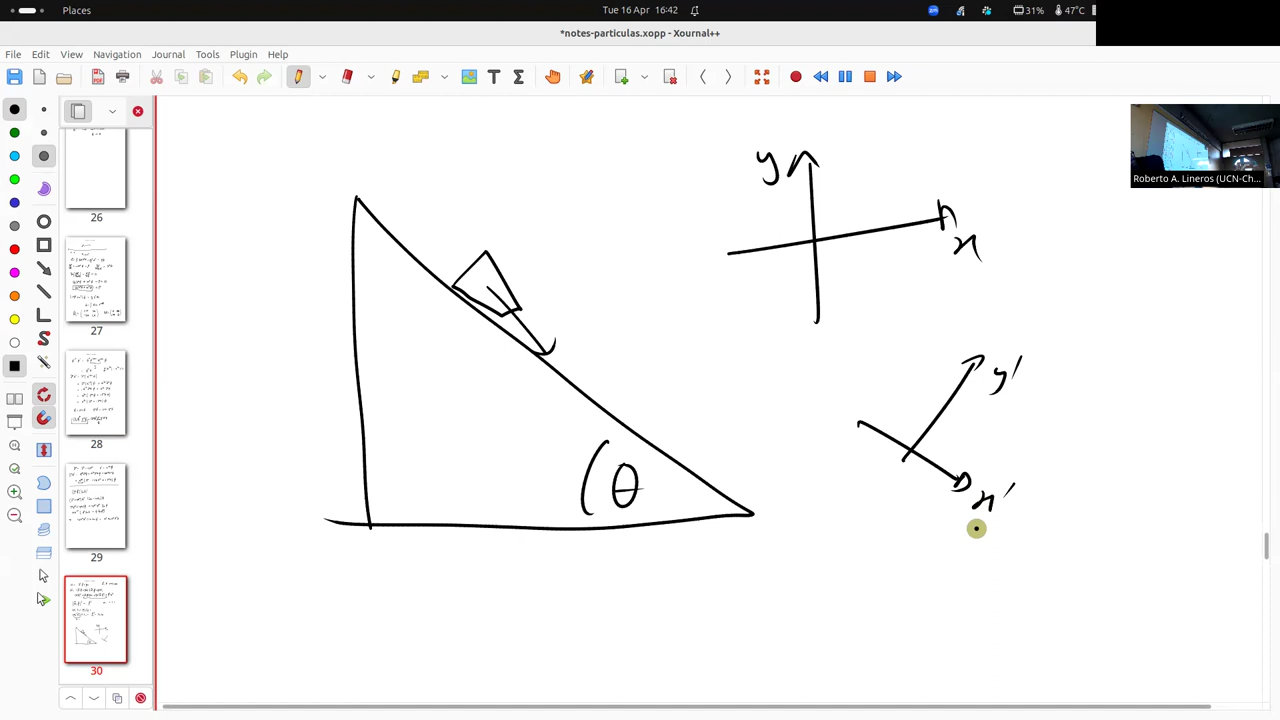 Places
Tue 16 Apr 16:42
31%
47°C
*notes-particulas.xopp - Xournal++
File Edit View Navigation Journal Tools Plugin Help
26
27
28
29
30
y
x
y'
x'
θ
Roberto A. Lineros (UCN-Ch...